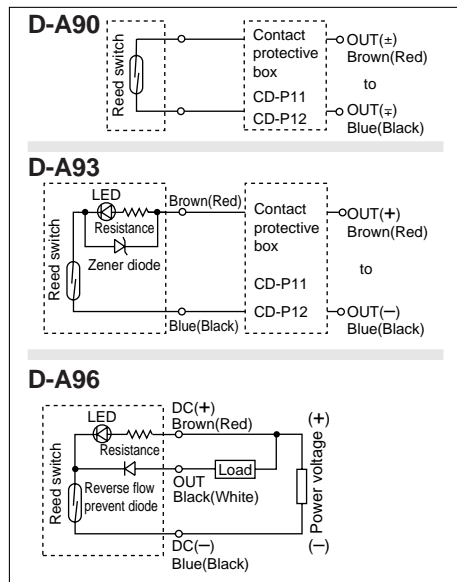 D-A90
Reed switch
Contact
protective
box
CD-P11
CD-P12
OUT(±)
Brown(Red)
to
OUT(∓)
Blue(Black)
D-A93
Reed switch
LED
Resistance
Zener diode
Brown(Red)
Blue(Black)
Contact
protective
box
CD-P11
CD-P12
OUT(+)
Brown(Red)
to
OUT(−)
Blue(Black)
D-A96
Reed switch
LED
Resistance
Reverse flow
prevent diode
DC(+)
Brown(Red)
Load
OUT
Black(White)
DC(−)
Blue(Black)
(+)
Power voltage
(−)